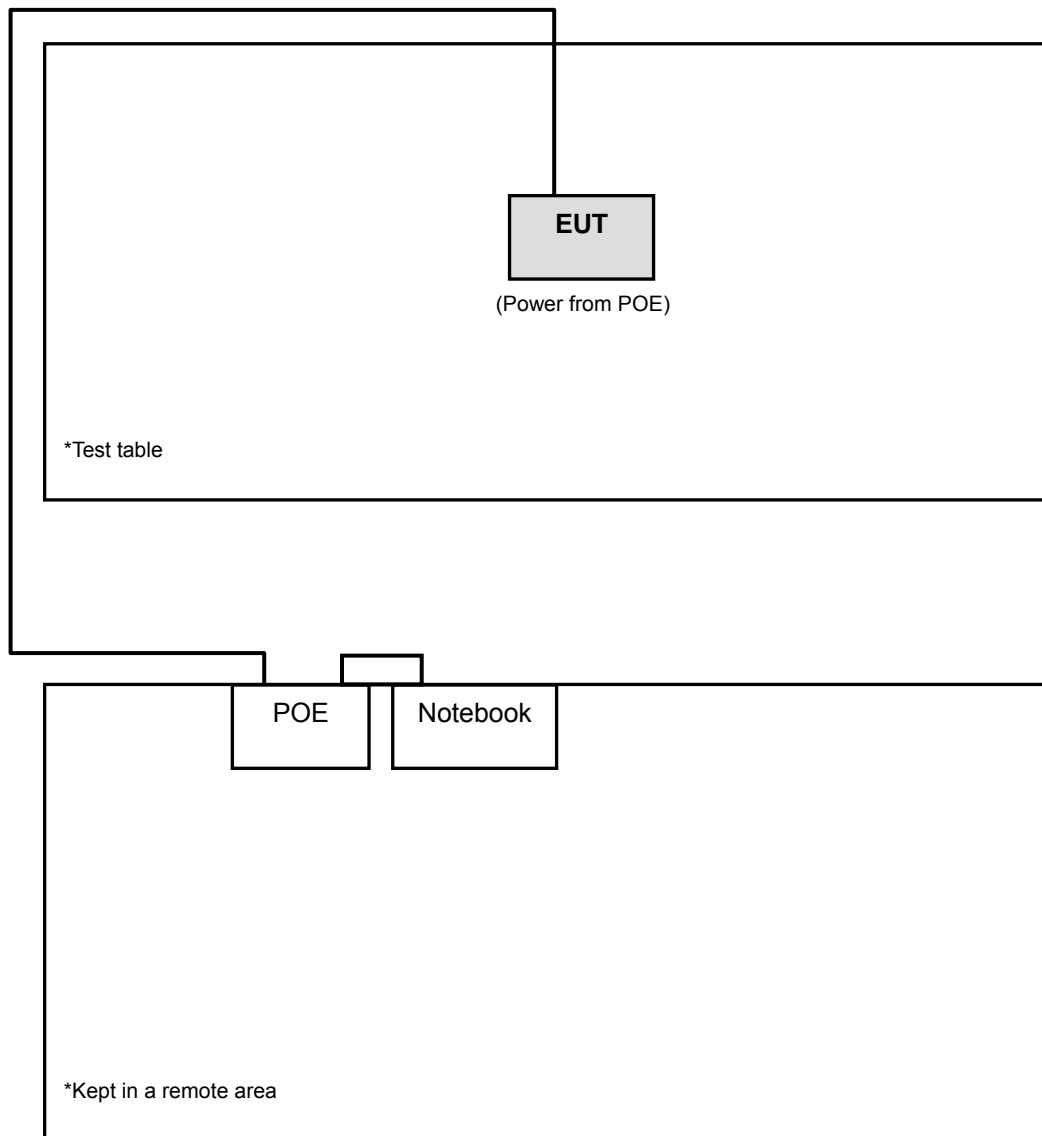 EUT
(Power from POE)
*Test table
POE
Notebook
*Kept in a remote area